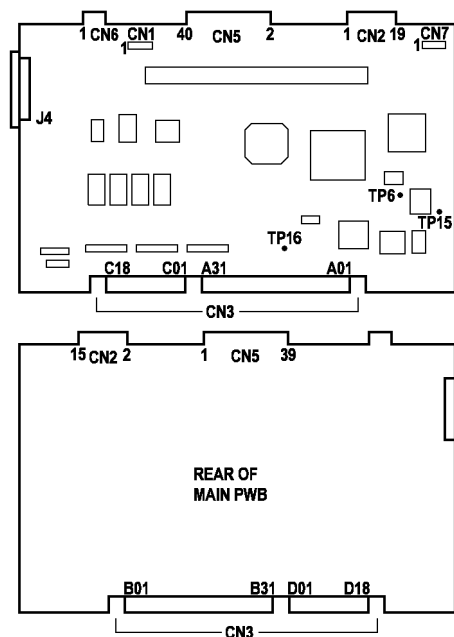 1 CN6 CN1 40 CN5 2 1 CN2 19 CN7
1 1
J4
TP6
TP15
TP16
C18 C01 A31 A01
CN3
15 CN2 2 1 CN5 39
REAR OF
MAIN PWB
B01 B31 D01 D18
CN3